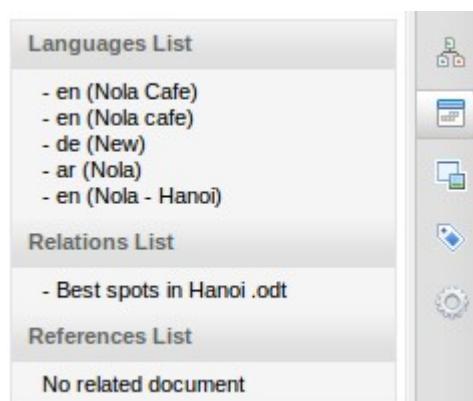 Languages List
- en (Nola Cafe)
- en (Nola cafe)
- de (New)
- ar (Nola)
- en (Nola - Hanoi)
Relations List
- Best spots in Hanoi .odt
References List
No related document